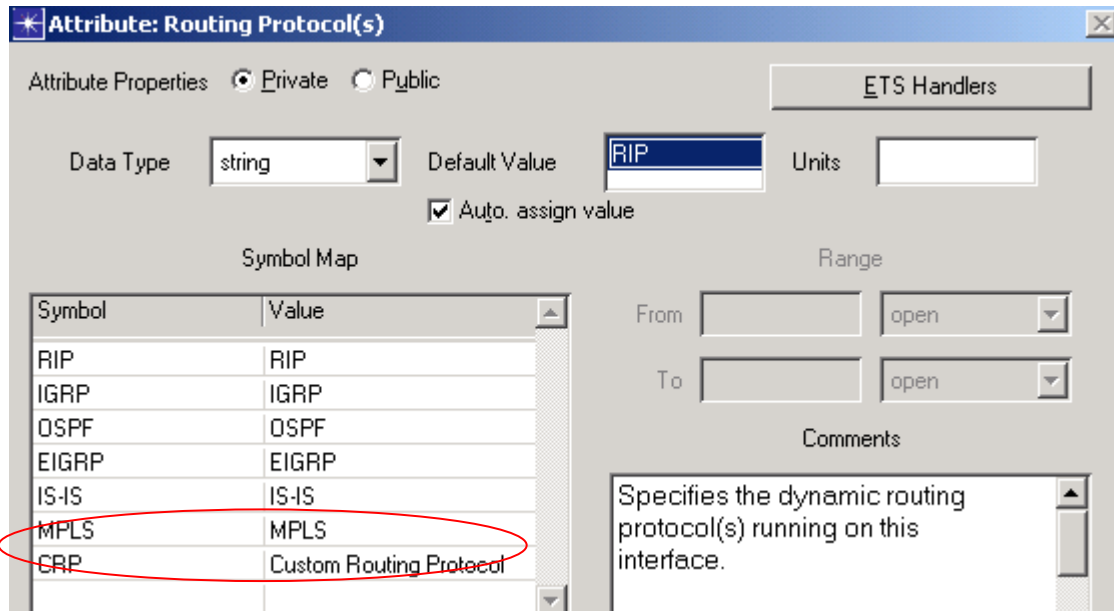 Attribute: Routing Protocol(s)
Attribute Properties Private Public
ETS Handlers
Data Type string Default Value RIP Units
Auto. assign value
Symbol Map
Symbol Value
RIP RIP
IGRP IGRP
OSPF OSPF
EIGRP EIGRP
IS-IS IS-IS
MPLS MPLS
CRP Custom Routing Protocol
Range
From open
To open
Comments
Specifies the dynamic routing
protocol(s) running on this
interface.